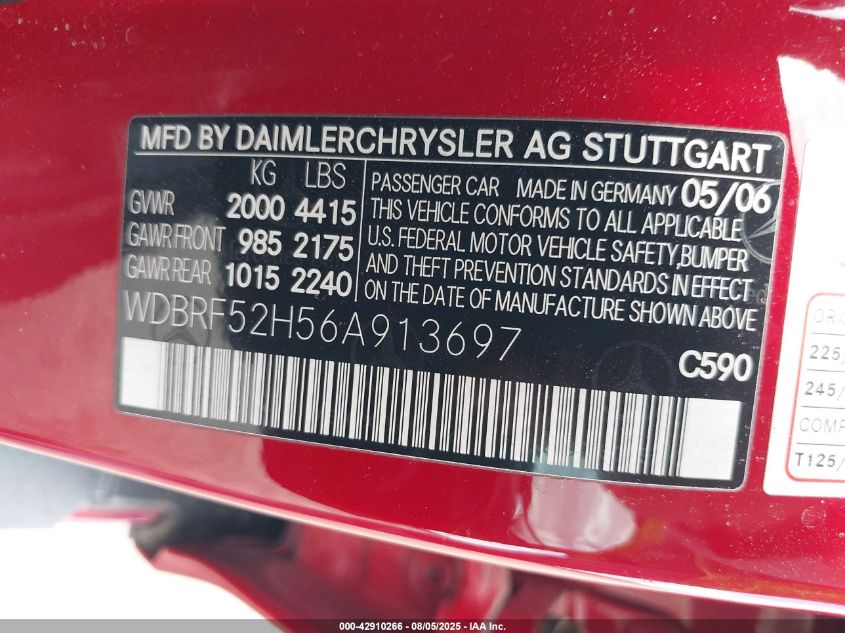 MFD BY DAIMLERCHRYSLER AG STUTTGART
KG LBS
GVWR 2000 4415
GAWR FRONT 985 2175
GAWR REAR 1015 2240
PASSENGER CAR MADE IN GERMANY 05/06
THIS VEHICLE CONFORMS TO ALL APPLICABLE
U.S. FEDERAL MOTOR VEHICLE SAFETY,BUMPER
AND THEFT PREVENTION STANDARDS IN EFFECT
ON THE DATE OF MANUFACTURE SHOWN ABOVE
WDBRF52H56A913697
C590
225/
245/
T125/
000-42910266 - 08/05/2025 - IAA, Inc.